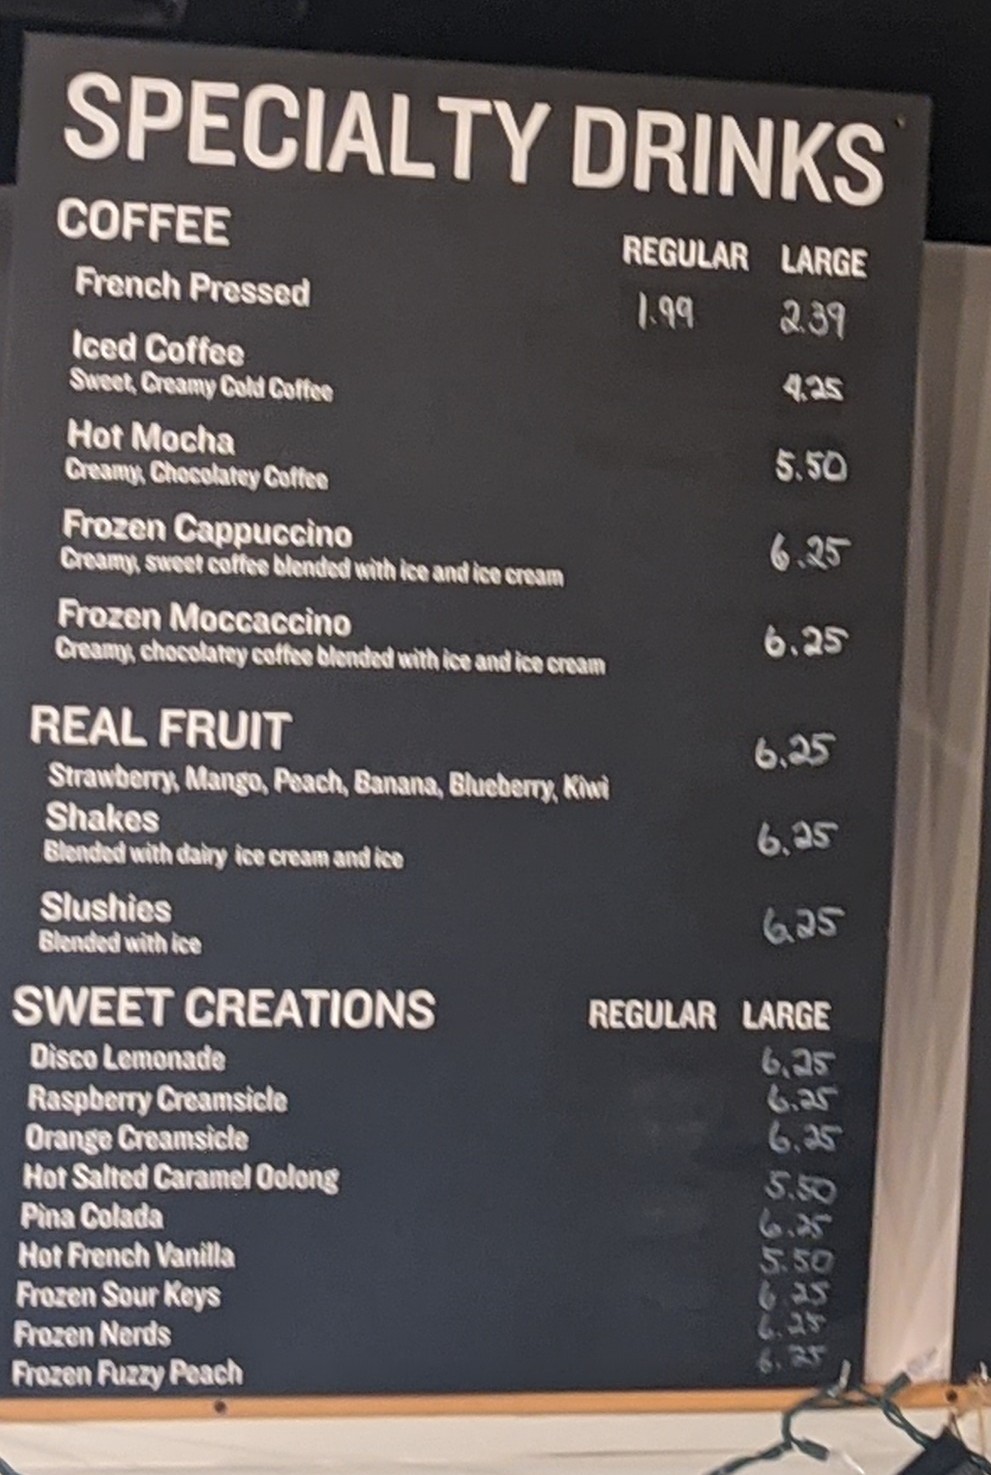 SPECIALTY DRINKS
COFFEE
REGULAR LARGE
French Pressed 1.99 2.39
Iced Coffee
Sweet, Creamy Cold Coffee 4.25
Hot Mocha
Creamy, Chocolatey Coffee 5.50
Frozen Cappuccino
Creamy, sweet coffee blended with ice and ice cream 6.25
Frozen Moccaccino
Creamy, chocolatey coffee blended with ice and ice cream 6.25
REAL FRUIT 6.25
Strawberry, Mango, Peach, Banana, Blueberry, Kiwi
Shakes 6.25
Blended with dairy ice cream and ice
Slushies 6.25
Blended with ice
SWEET CREATIONS REGULAR LARGE
Disco Lemonade 6.25
Raspberry Creamsicle 6.25
Orange Creamsicle 6.25
Hot Salted Caramel Oolong 5.50
Pina Colada 6.25
Hot French Vanilla 5.50
Frozen Sour Keys 6.25
Frozen Nerds 6.25
Frozen Fuzzy Peach 6.25